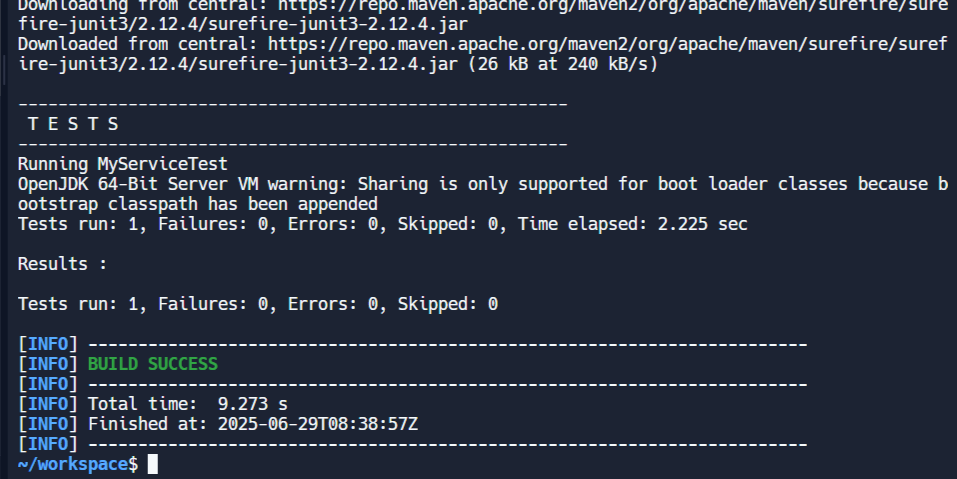 Downloading from central: https://repo.maven.apache.org/maven2/org/apache/maven/surefire/sure
fire-junit3/2.12.4/surefire-junit3-2.12.4.jar
Downloaded from central: https://repo.maven.apache.org/maven2/org/apache/maven/surefire/suref
ire-junit3/2.12.4/surefire-junit3-2.12.4.jar (26 kB at 240 kB/s)
-------------------------------------------------------
T E S T S
-------------------------------------------------------
Running MyServiceTest
OpenJDK 64-Bit Server VM warning: Sharing is only supported for boot loader classes because b
ootstrap classpath has been appended
Tests run: 1, Failures: 0, Errors: 0, Skipped: 0, Time elapsed: 2.225 sec
Results :
Tests run: 1, Failures: 0, Errors: 0, Skipped: 0
[INFO] ------------------------------------------------------------------------
[INFO] BUILD SUCCESS
[INFO] ------------------------------------------------------------------------
[INFO] Total time:  9.273 s
[INFO] Finished at: 2025-06-29T08:38:57Z
[INFO] ------------------------------------------------------------------------
~/workspace$